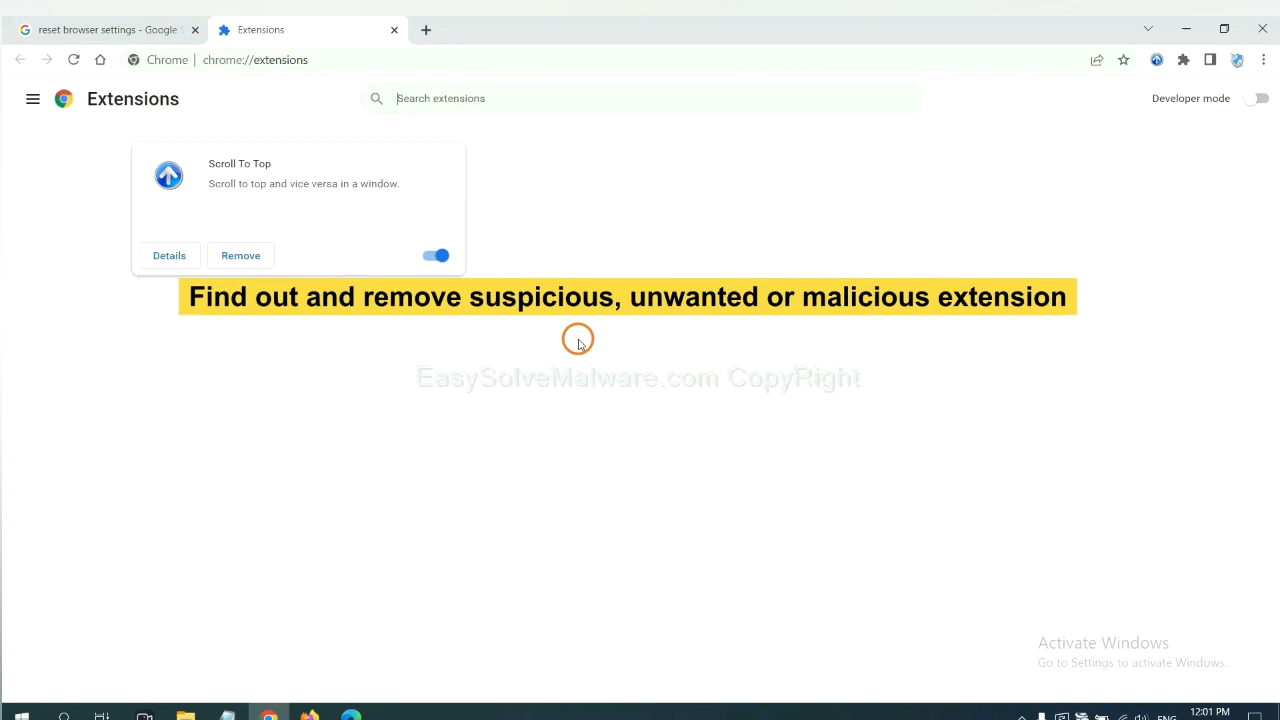 reset browser settings - Google
Extensions
Chrome | chrome://extensions
Extensions
Search extensions
Developer mode
Scroll To Top
Scroll to top and vice versa in a window.
Details
Remove
Find out and remove suspicious, unwanted or malicious extension
EasySolveMalware.com CopyRight
Activate Windows
Go to Settings to activate Windows.
ENG
12:01 PM